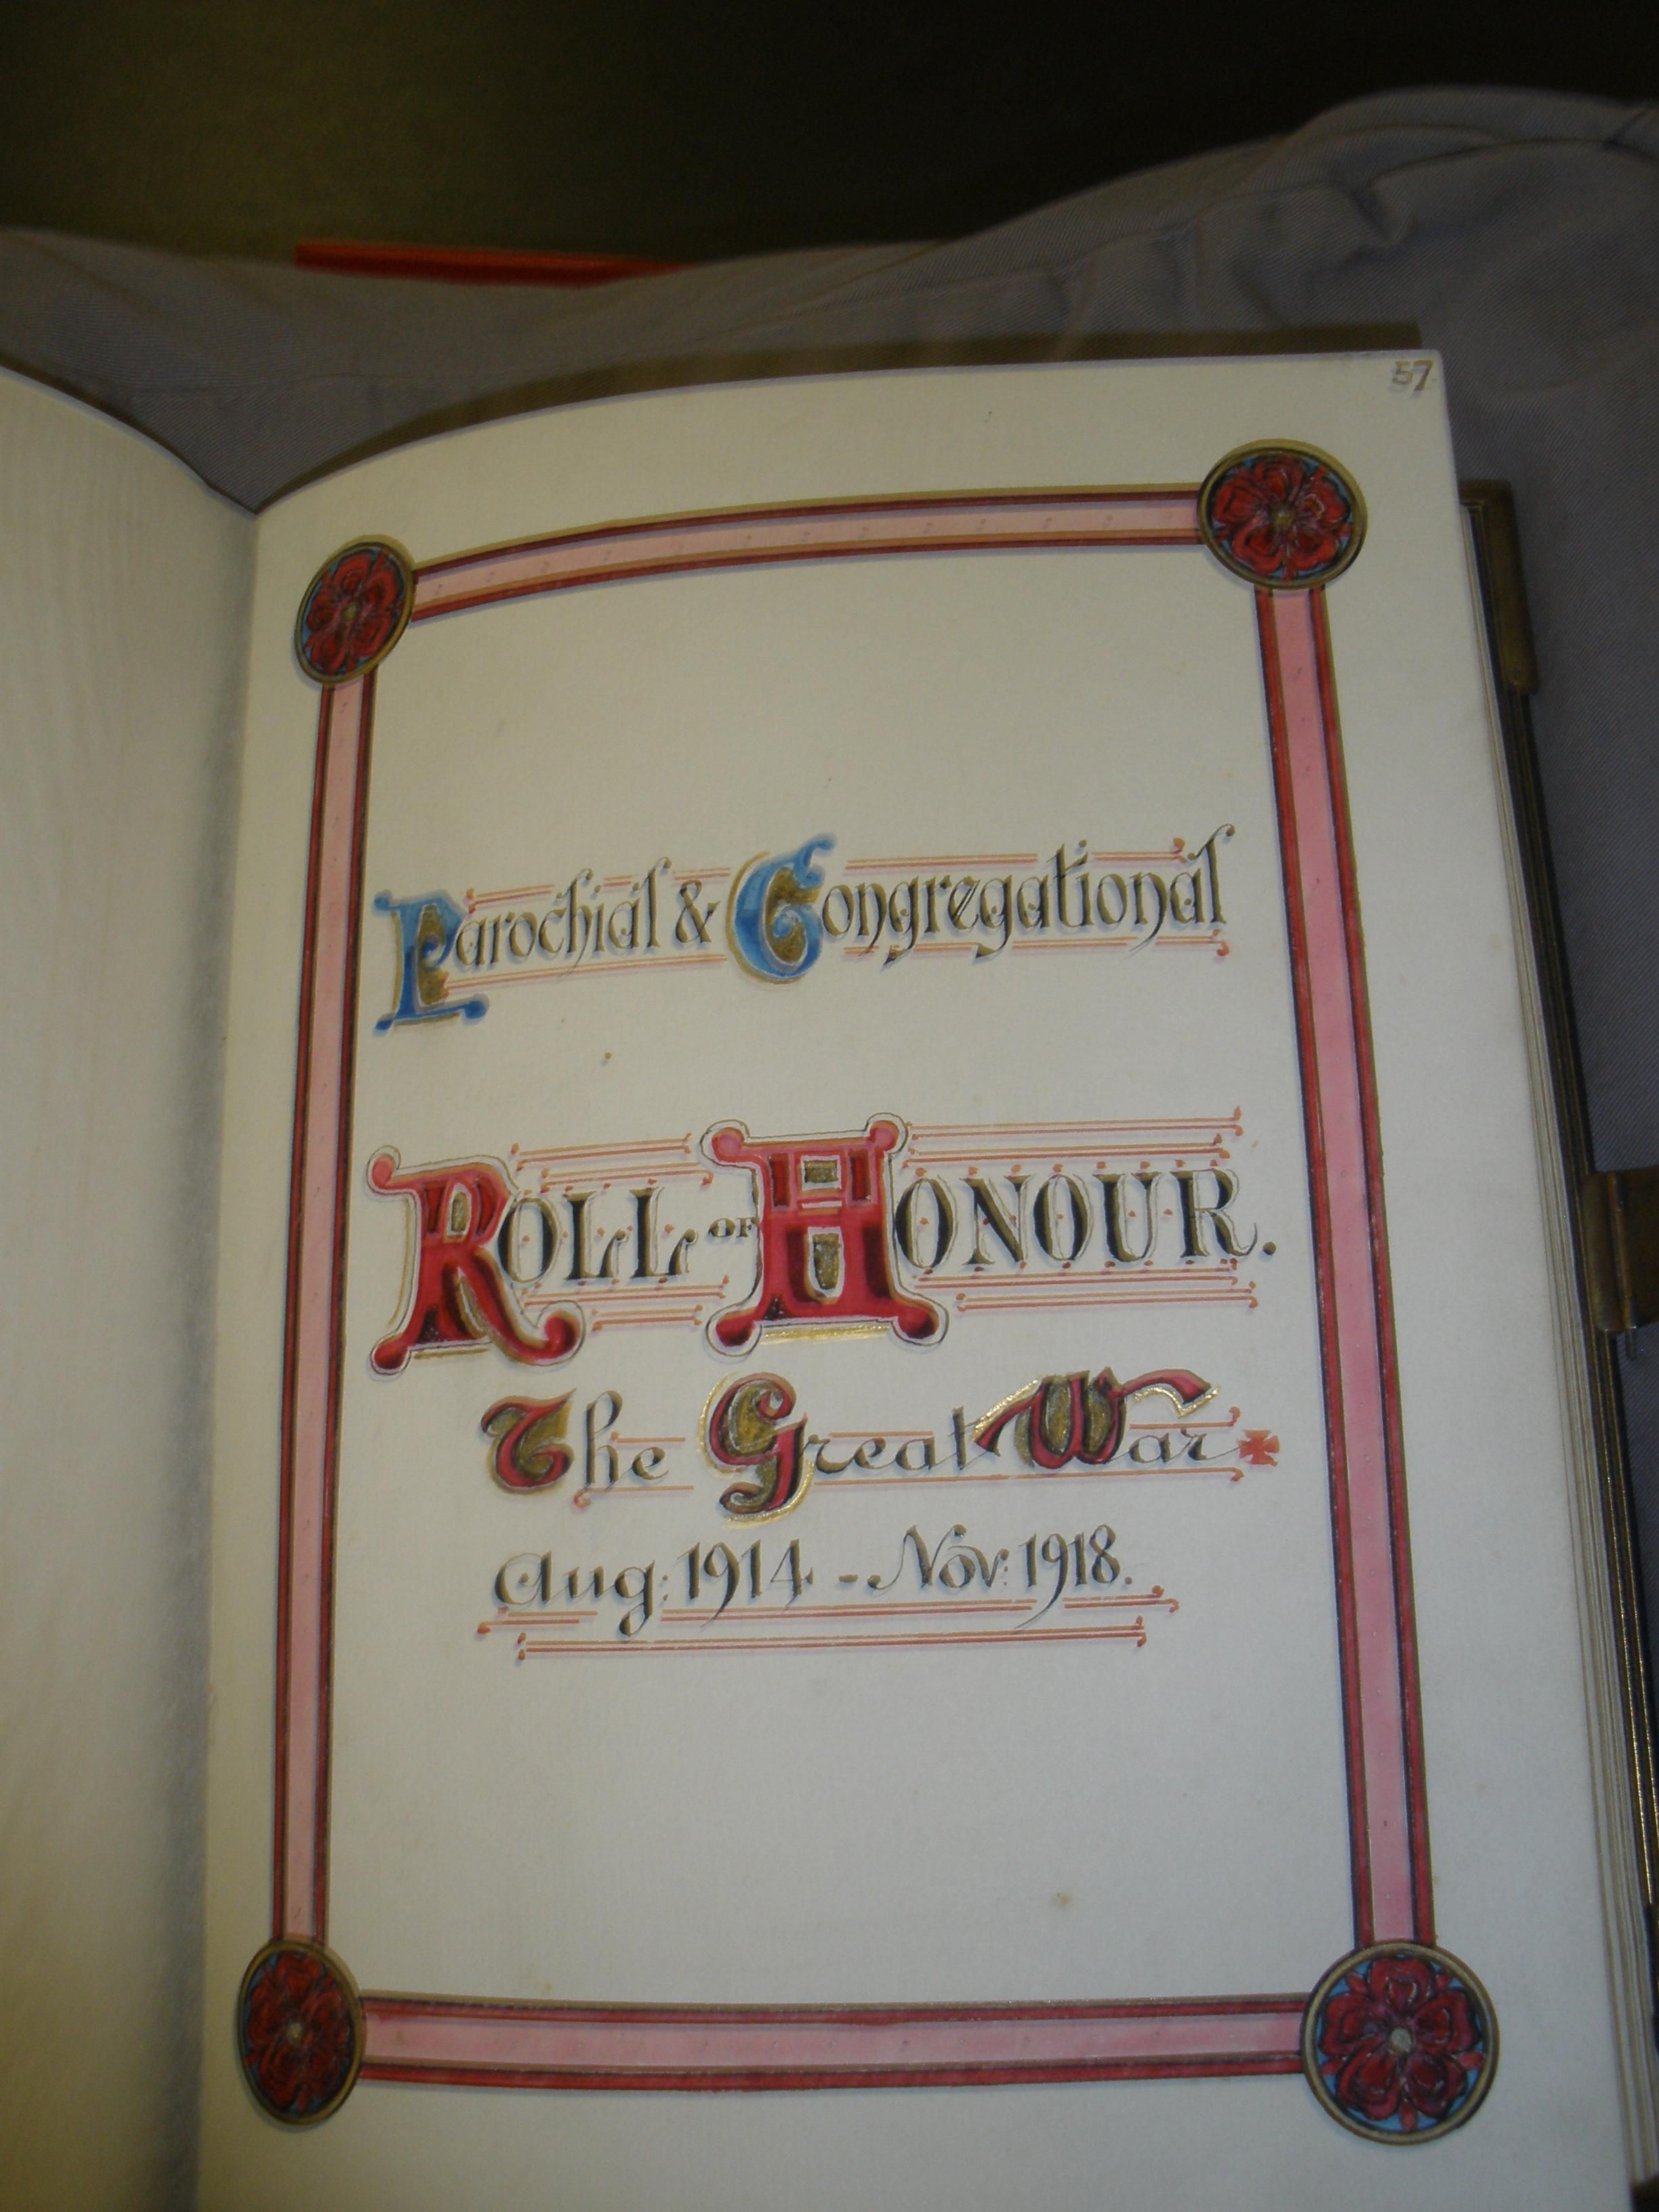 57
Parochial & Congregational
ROLL OF HONOUR.
The Great War
Aug: 1914 - Nov: 1918.